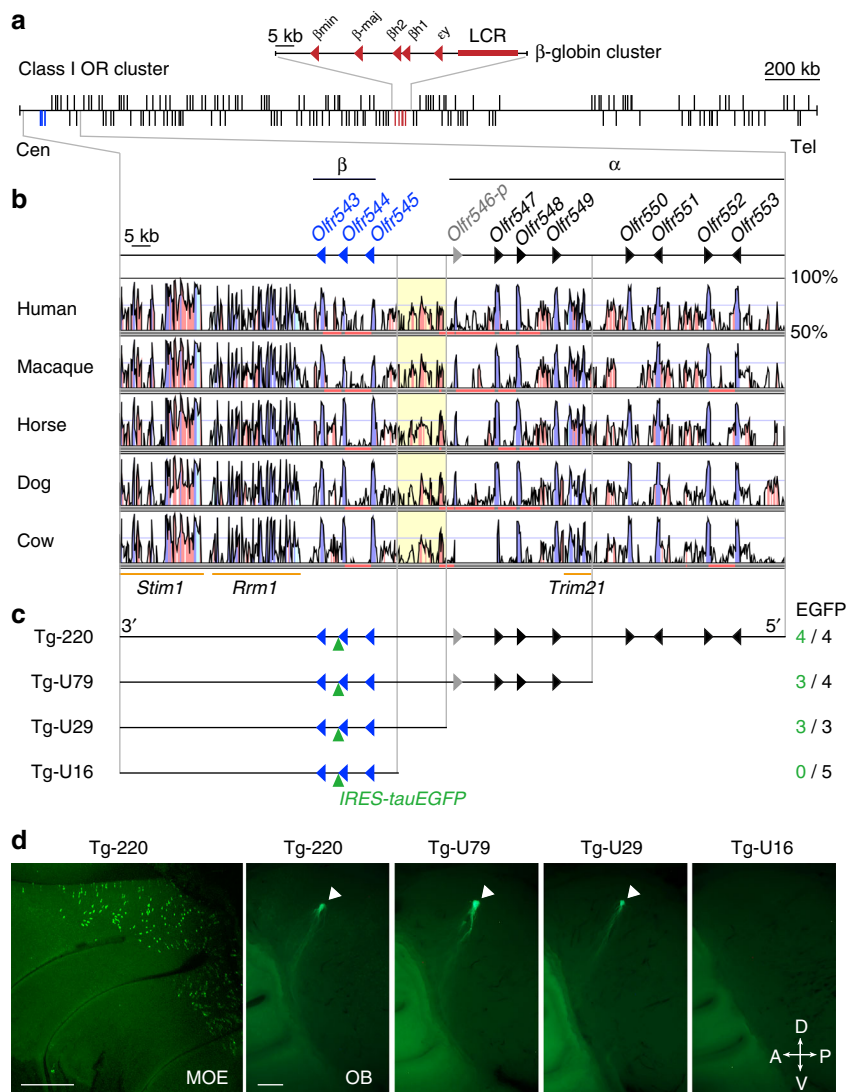 a
5 kb
βmin
β-maj
βh2
βh1
εy
LCR
β-globin cluster
Class I OR cluster
200 kb
Cen
Tel
β
α
b
5 kb
Olfr543
Olfr544
Olfr545
Olfr546-p
Olfr547
Olfr548
Olfr549
Olfr550
Olfr551
Olfr552
Olfr553
100%
Human
50%
Macaque
Horse
Dog
Cow
Stim1
Rrm1
Trim21
c
3′
5′
EGFP
Tg-220
4 / 4
Tg-U79
3 / 4
Tg-U29
3 / 3
Tg-U16
0 / 5
IRES-tauEGFP
d
Tg-220
Tg-220
Tg-U79
Tg-U29
Tg-U16
MOE
OB
D
A
P
V